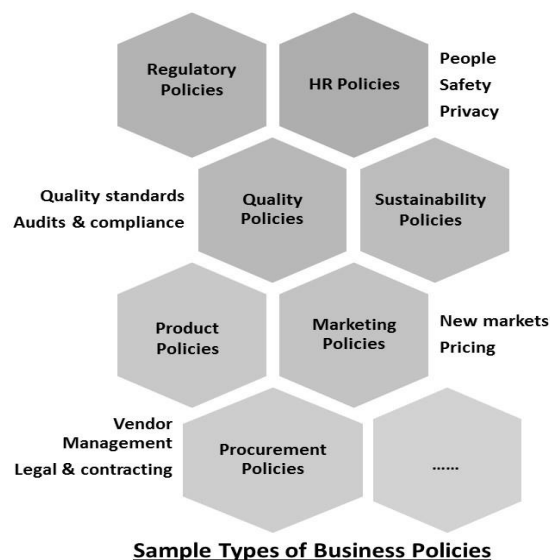 Regulatory
Policies
HR Policies
People
Safety
Privacy
Quality standards
Audits & compliance
Quality
Policies
Sustainability
Policies
Product
Policies
Marketing
Policies
New markets
Pricing
Vendor
Management
Legal & contracting
Procurement
Policies
......
Sample Types of Business Policies